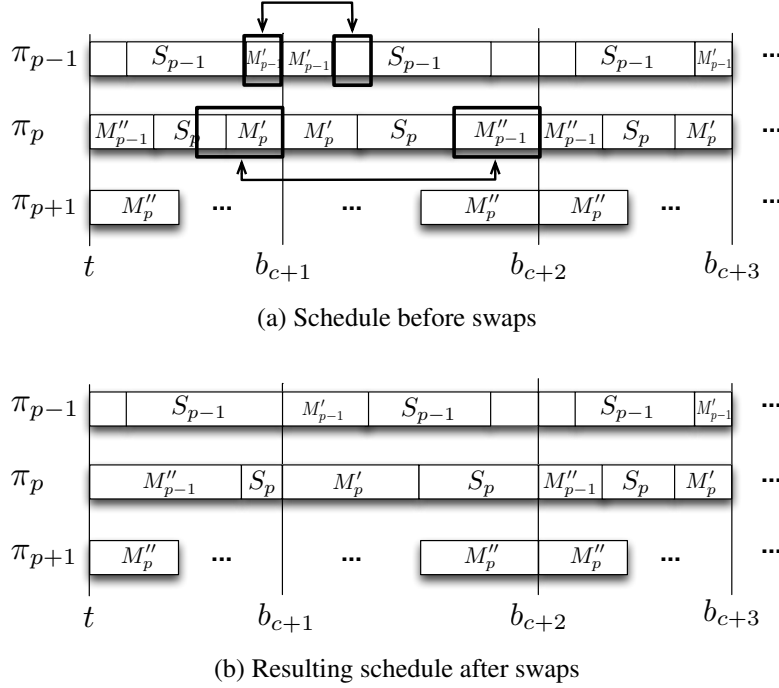 π_{p−1} S_{p−1} M'_{p−1} M'_{p−1} S_{p−1} S_{p−1} M'_{p−1} ...
π_p M''_{p−1} S_p M'_p M'_p S_p M''_{p−1} M''_{p−1} S_p M'_p ...
π_{p+1} M''_p ... ... M''_p M''_p ... ...
t b_{c+1} b_{c+2} b_{c+3}
(a) Schedule before swaps
π_{p−1} S_{p−1} M'_{p−1} S_{p−1} S_{p−1} M'_{p−1} ...
π_p M''_{p−1} S_p M'_p S_p M''_{p−1} S_p M'_p ...
π_{p+1} M''_p ... ... M''_p M''_p ... ...
t b_{c+1} b_{c+2} b_{c+3}
(b) Resulting schedule after swaps